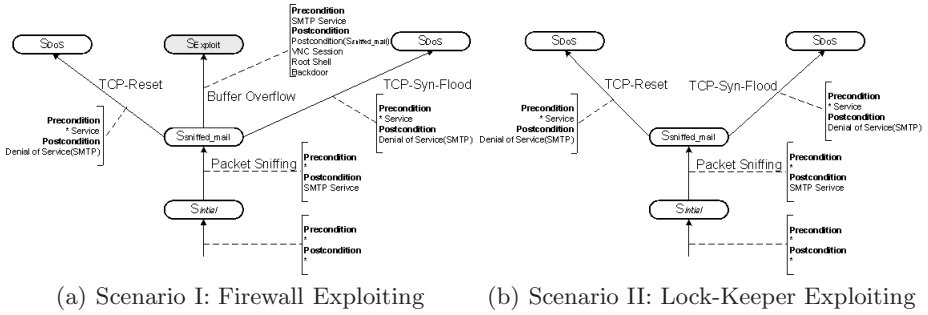 Precondition
SMTP Service
Postcondition
Postcondition(Ssniffed_mail)
VNC Session
Root Shell
Backdoor
SDoS
SExploit
SDoS
TCP-Reset
Buffer Overflow
TCP-Syn-Flood
Precondition
* Service
Postcondition
Denial of Service(SMTP)
Precondition
* Service
Postcondition
Denial of Service(SMTP)
Ssniffed_mail
Packet Sniffing
Precondition
*
Postcondition
SMTP Serivce
Sintial
Precondition
*
Postcondition
*
(a) Scenario I: Firewall Exploiting
SDoS
SDoS
TCP-Reset
TCP-Syn-Flood
Precondition
* Service
Postcondition
Denial of Service(SMTP)
Precondition
* Service
Postcondition
Denial of Service(SMTP)
Ssniffed_mail
Packet Sniffing
Precondition
*
Postcondition
SMTP Serivce
Sintial
Precondition
*
Postcondition
*
(b) Scenario II: Lock-Keeper Exploiting